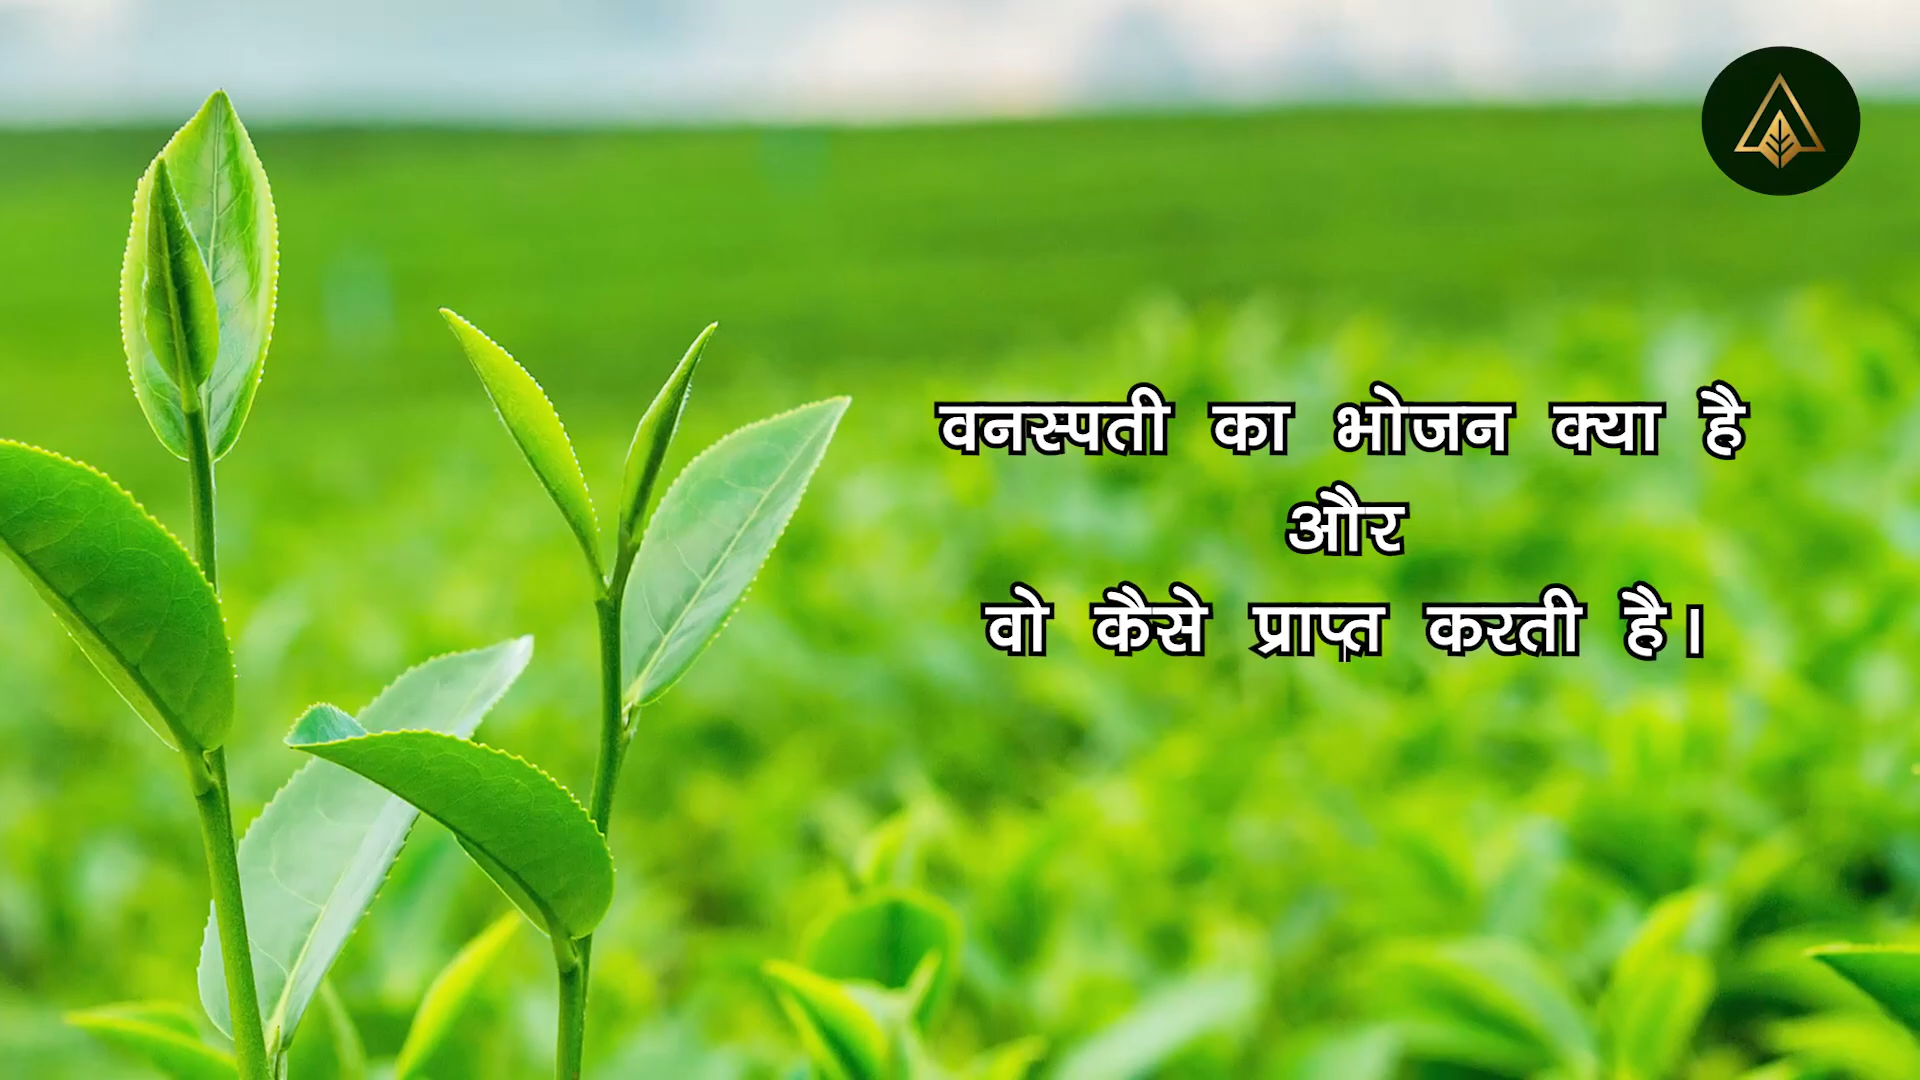 वनस्पती का भोजन क्या है
और
वो कैसे प्राप्त करती है।